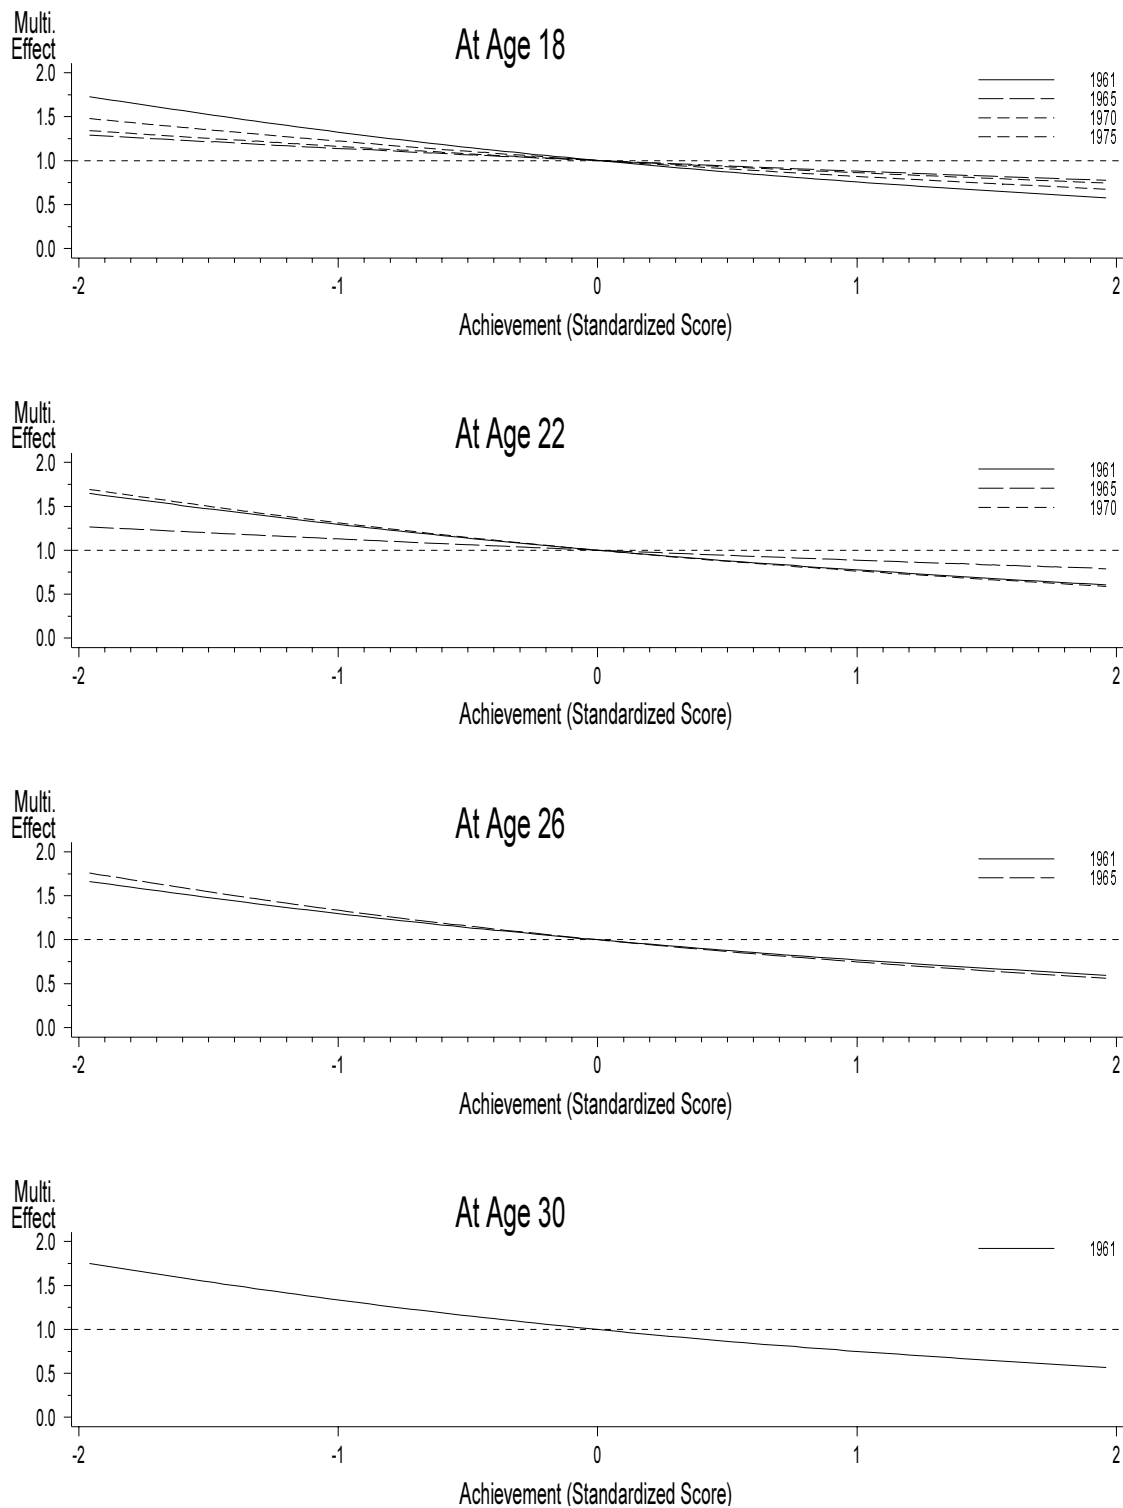 Multi.
Effect
At Age 18
2.0
1.5
1.0
0.5
0.0
1961
1965
1970
1975
-2 -1 0 1 2
Achievement (Standardized Score)
Multi.
Effect
At Age 22
2.0
1.5
1.0
0.5
0.0
1961
1965
1970
-2 -1 0 1 2
Achievement (Standardized Score)
Multi.
Effect
At Age 26
2.0
1.5
1.0
0.5
0.0
1961
1965
-2 -1 0 1 2
Achievement (Standardized Score)
Multi.
Effect
At Age 30
2.0
1.5
1.0
0.5
0.0
1961
-2 -1 0 1 2
Achievement (Standardized Score)